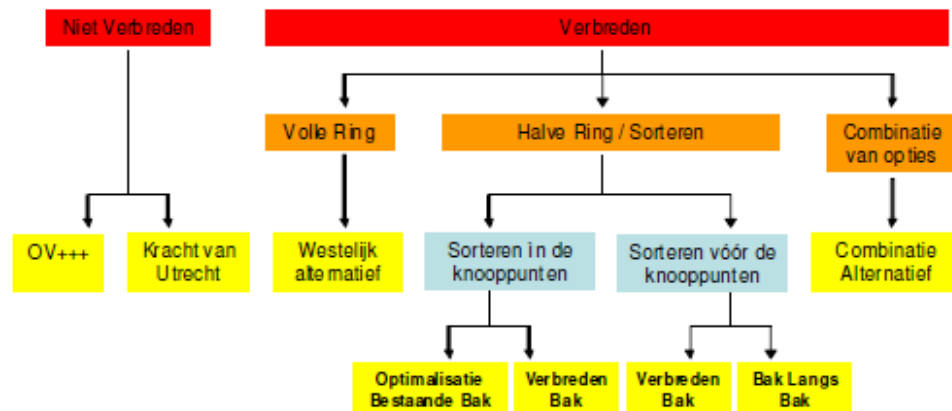 Niet Verbreden
Verbreden
Volle Ring
Halve Ring / Sorteren
Combinatie
van opties
OV+++
Kracht van
Utrecht
Westelijk
alternatief
Sorteren ìn de
knooppunten
Sorteren vóór de
knooppunten
Combinatie
Alternatief
Optimalisatie
Bestaande Bak
Verbreden
Bak
Verbreden
Bak
Bak Langs
Bak